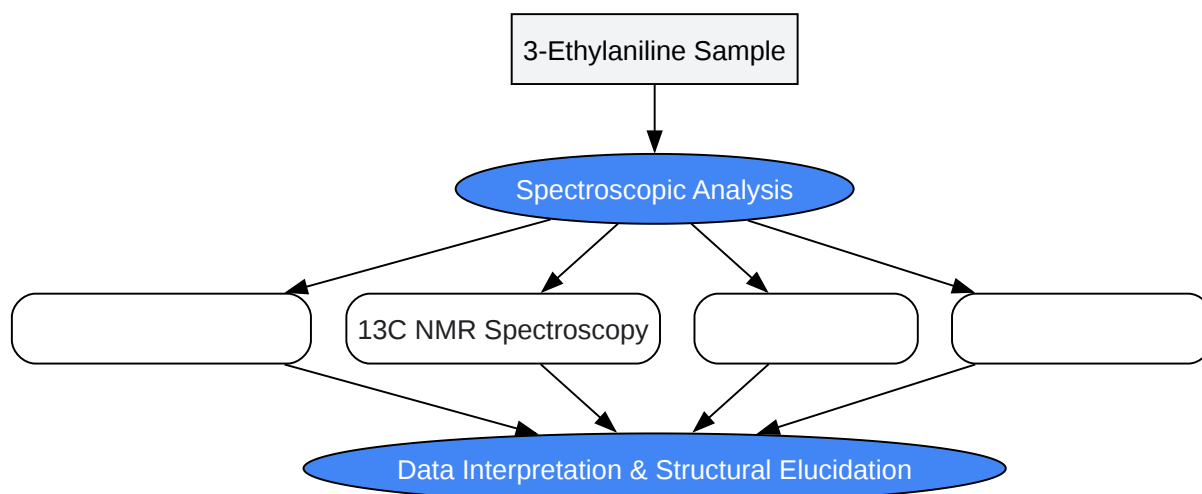 3-Ethylaniline Sample
Spectroscopic Analysis
13C NMR Spectroscopy
Data Interpretation & Structural Elucidation